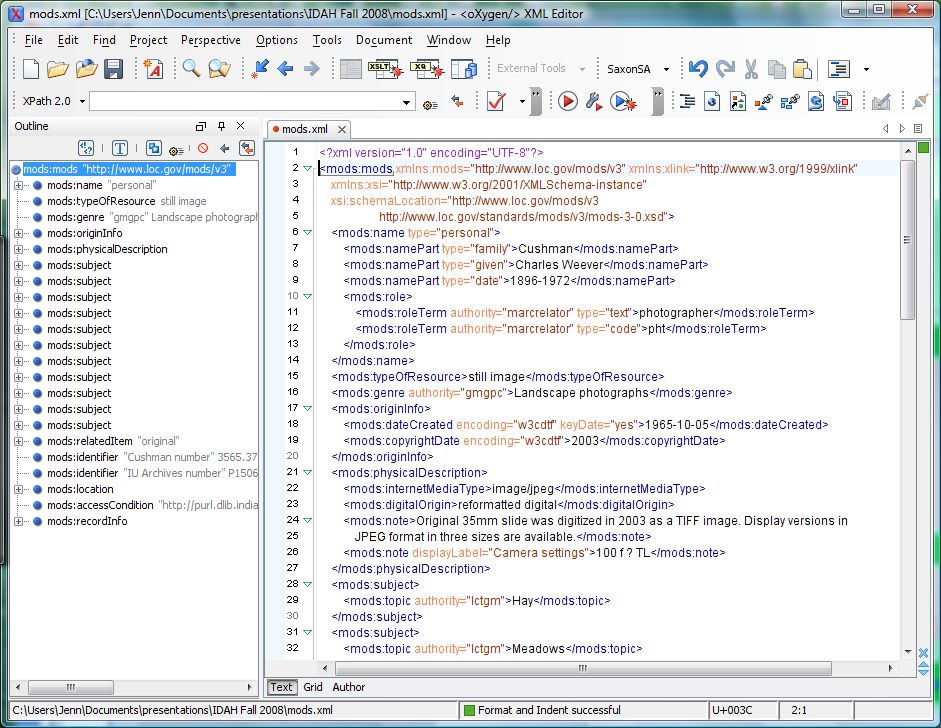 mods.xml [C:\Users\Jenn\Documents\presentations\IDAH Fall 2008\mods.xml] - <oXygen/> XML Editor
File Edit Find Project Perspective Options Tools Document Window Help
XSLT XQ External Tools SaxonSA
XPath 2.0
Outline
mods.xml
mods:mods "http://www.loc.gov/mods/v3"
mods:name "personal"
mods:typeOfResource still image
mods:genre "gmgpc" Landscape photograph
mods:originInfo
mods:physicalDescription
mods:subject
mods:subject
mods:subject
mods:subject
mods:subject
mods:subject
mods:subject
mods:subject
mods:subject
mods:subject
mods:subject
mods:relatedItem "original"
mods:identifier "Cushman number" 3565.37
mods:identifier "IU Archives number" P1506
mods:location
mods:accessCondition "http://purl.dlib.india
mods:recordInfo
1 <?xml version="1.0" encoding="UTF-8"?>
2 <mods:mods xmlns:mods="http://www.loc.gov/mods/v3" xmlns:xlink="http://www.w3.org/1999/xlink"
3 xmlns:xsi="http://www.w3.org/2001/XMLSchema-instance"
4 xsi:schemaLocation="http://www.loc.gov/mods/v3
5 http://www.loc.gov/standards/mods/v3/mods-3-0.xsd">
6 <mods:name type="personal">
7 <mods:namePart type="family">Cushman</mods:namePart>
8 <mods:namePart type="given">Charles Weever</mods:namePart>
9 <mods:namePart type="date">1896-1972</mods:namePart>
10 <mods:role>
11 <mods:roleTerm authority="marcrelator" type="text">photographer</mods:roleTerm>
12 <mods:roleTerm authority="marcrelator" type="code">pht</mods:roleTerm>
13 </mods:role>
14 </mods:name>
15 <mods:typeOfResource>still image</mods:typeOfResource>
16 <mods:genre authority="gmgpc">Landscape photographs</mods:genre>
17 <mods:originInfo>
18 <mods:dateCreated encoding="w3cdtf" keyDate="yes">1965-10-05</mods:dateCreated>
19 <mods:copyrightDate encoding="w3cdtf">2003</mods:copyrightDate>
20 </mods:originInfo>
21 <mods:physicalDescription>
22 <mods:internetMediaType>image/jpeg</mods:internetMediaType>
23 <mods:digitalOrigin>reformatted digital</mods:digitalOrigin>
24 <mods:note>Original 35mm slide was digitized in 2003 as a TIFF image. Display versions in
25 JPEG format in three sizes are available.</mods:note>
26 <mods:note displayLabel="Camera settings">100 f ? TL</mods:note>
27 </mods:physicalDescription>
28 <mods:subject>
29 <mods:topic authority="lctgm">Hay</mods:topic>
30 </mods:subject>
31 <mods:subject>
32 <mods:topic authority="lctgm">Meadows</mods:topic>
Text Grid Author
C:\Users\Jenn\Documents\presentations\IDAH Fall 2008\mods.xml Format and Indent successful U+003C 2:1